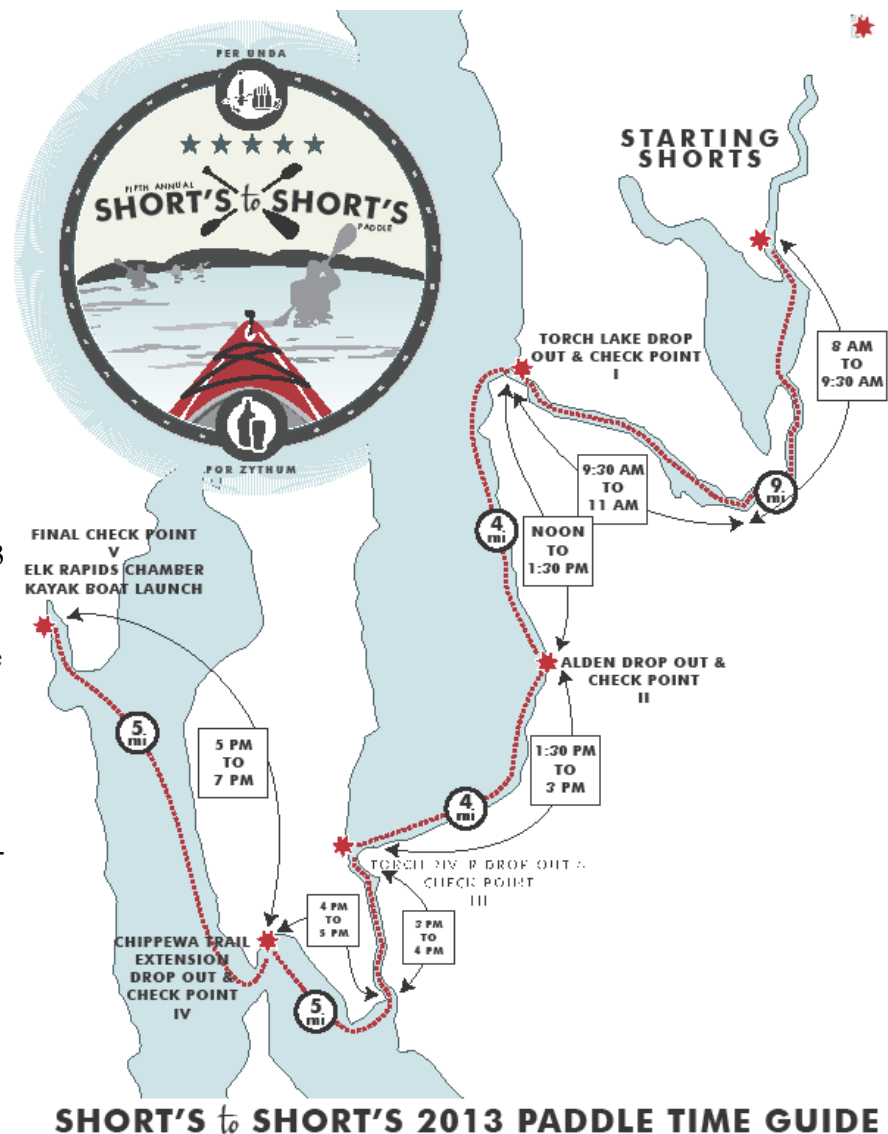 PER UNDA
FIFTH ANNUAL
SHORT'S to SHORT'S
PADDLE
POR ZYTHUM
STARTING
SHORTS
8 AM
TO
9:30 AM
TORCH LAKE DROP
OUT & CHECK POINT
I
9:30 AM
TO
11 AM
9
mi
4
mi
NOON
TO
1:30 PM
FINAL CHECK POINT
V
ELK RAPIDS CHAMBER
KAYAK BOAT LAUNCH
ALDEN DROP OUT &
CHECK POINT
II
5
mi
5 PM
TO
7 PM
1:30 PM
TO
3 PM
4
mi
TORCH RIVER DROP OUT &
CHECK POINT
III
4 PM
TO
5 PM
3 PM
TO
4 PM
CHIPPEWA TRAIL
EXTENSION
DROP OUT &
CHECK POINT
IV
5
mi
SHORT'S to SHORT'S 2013 PADDLE TIME GUIDE